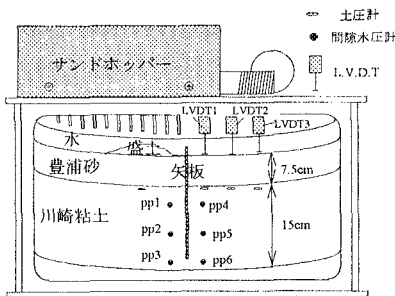 土圧計
間隙水圧計
L.V.D.T
サンドホッパー
LVDT1
LVDT2
LVDT3
水
盛土
豊浦砂
矢板
7.5cm
川崎粘土
pp1
pp4
15cm
pp2
pp5
pp3
pp6